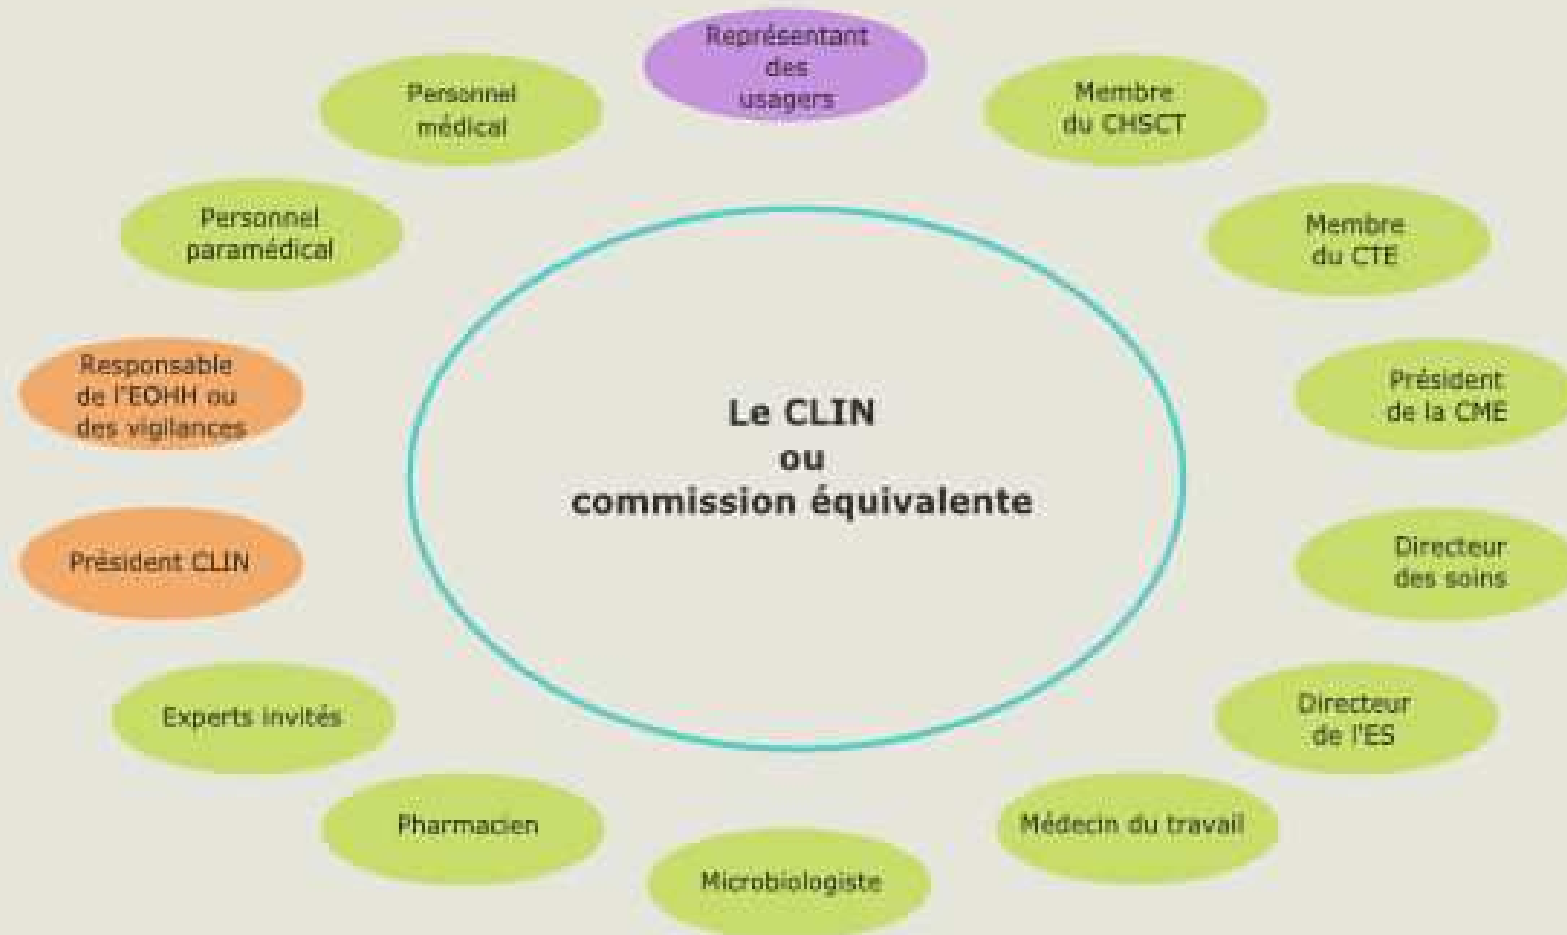 Représentant
des
usagers
Personnel
médical
Membre
du CHSCT
Personnel
paramédical
Membre
du CTE
Responsable
de l'EOHH ou
des vigilances
Président
de la CME
Le CLIN
ou
commission équivalente
Président CLIN
Directeur
des soins
Experts invités
Directeur
de l'ES
Pharmacien
Médecin du travail
Microbiologiste